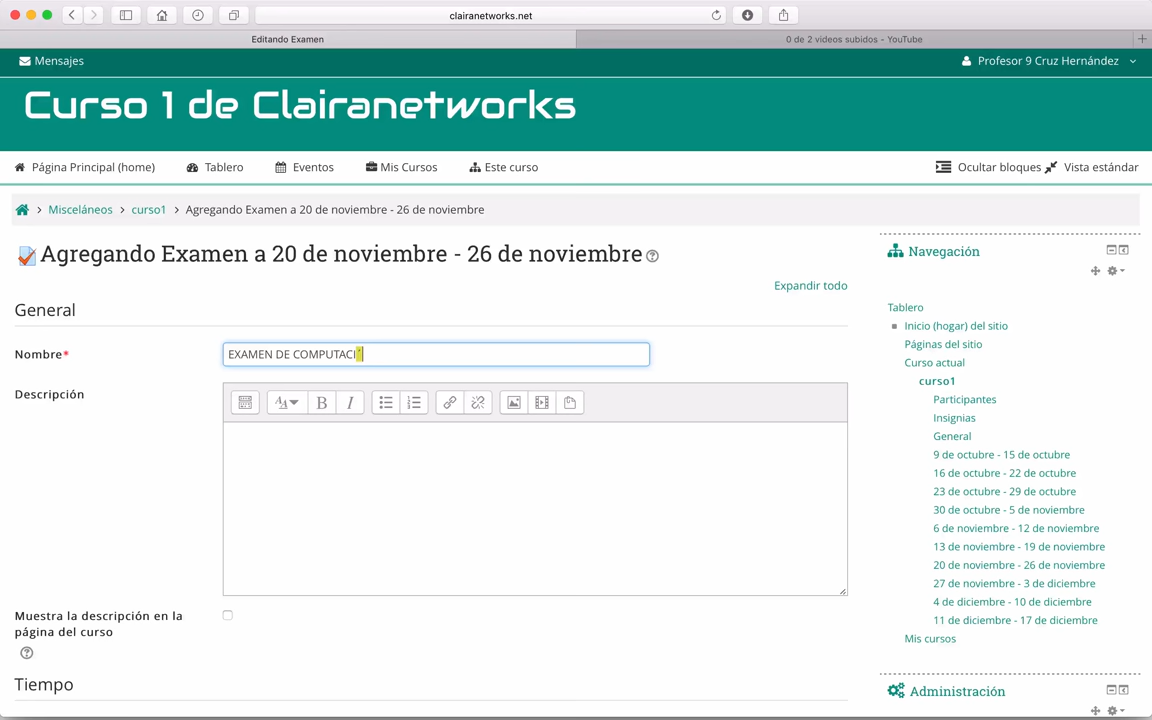 clairanetworks.net
Editando Examen
0 de 2 videos subidos - YouTube
Mensajes
Profesor 9 Cruz Hernández
Curso 1 de Clairanetworks
Página Principal (home)
Tablero
Eventos
Mis Cursos
Este curso
Ocultar bloques
Vista estándar
Misceláneos
curso1
Agregando Examen a 20 de noviembre - 26 de noviembre
Agregando Examen a 20 de noviembre - 26 de noviembre
Expandir todo
General
Nombre*
EXAMEN DE COMPUTACI´
Descripción
Muestra la descripción en la
página del curso
Tiempo
Navegación
Tablero
Inicio (hogar) del sitio
Páginas del sitio
Curso actual
curso1
Participantes
Insignias
General
9 de octubre - 15 de octubre
16 de octubre - 22 de octubre
23 de octubre - 29 de octubre
30 de octubre - 5 de noviembre
6 de noviembre - 12 de noviembre
13 de noviembre - 19 de noviembre
20 de noviembre - 26 de noviembre
27 de noviembre - 3 de diciembre
4 de diciembre - 10 de diciembre
11 de diciembre - 17 de diciembre
Mis cursos
Administración